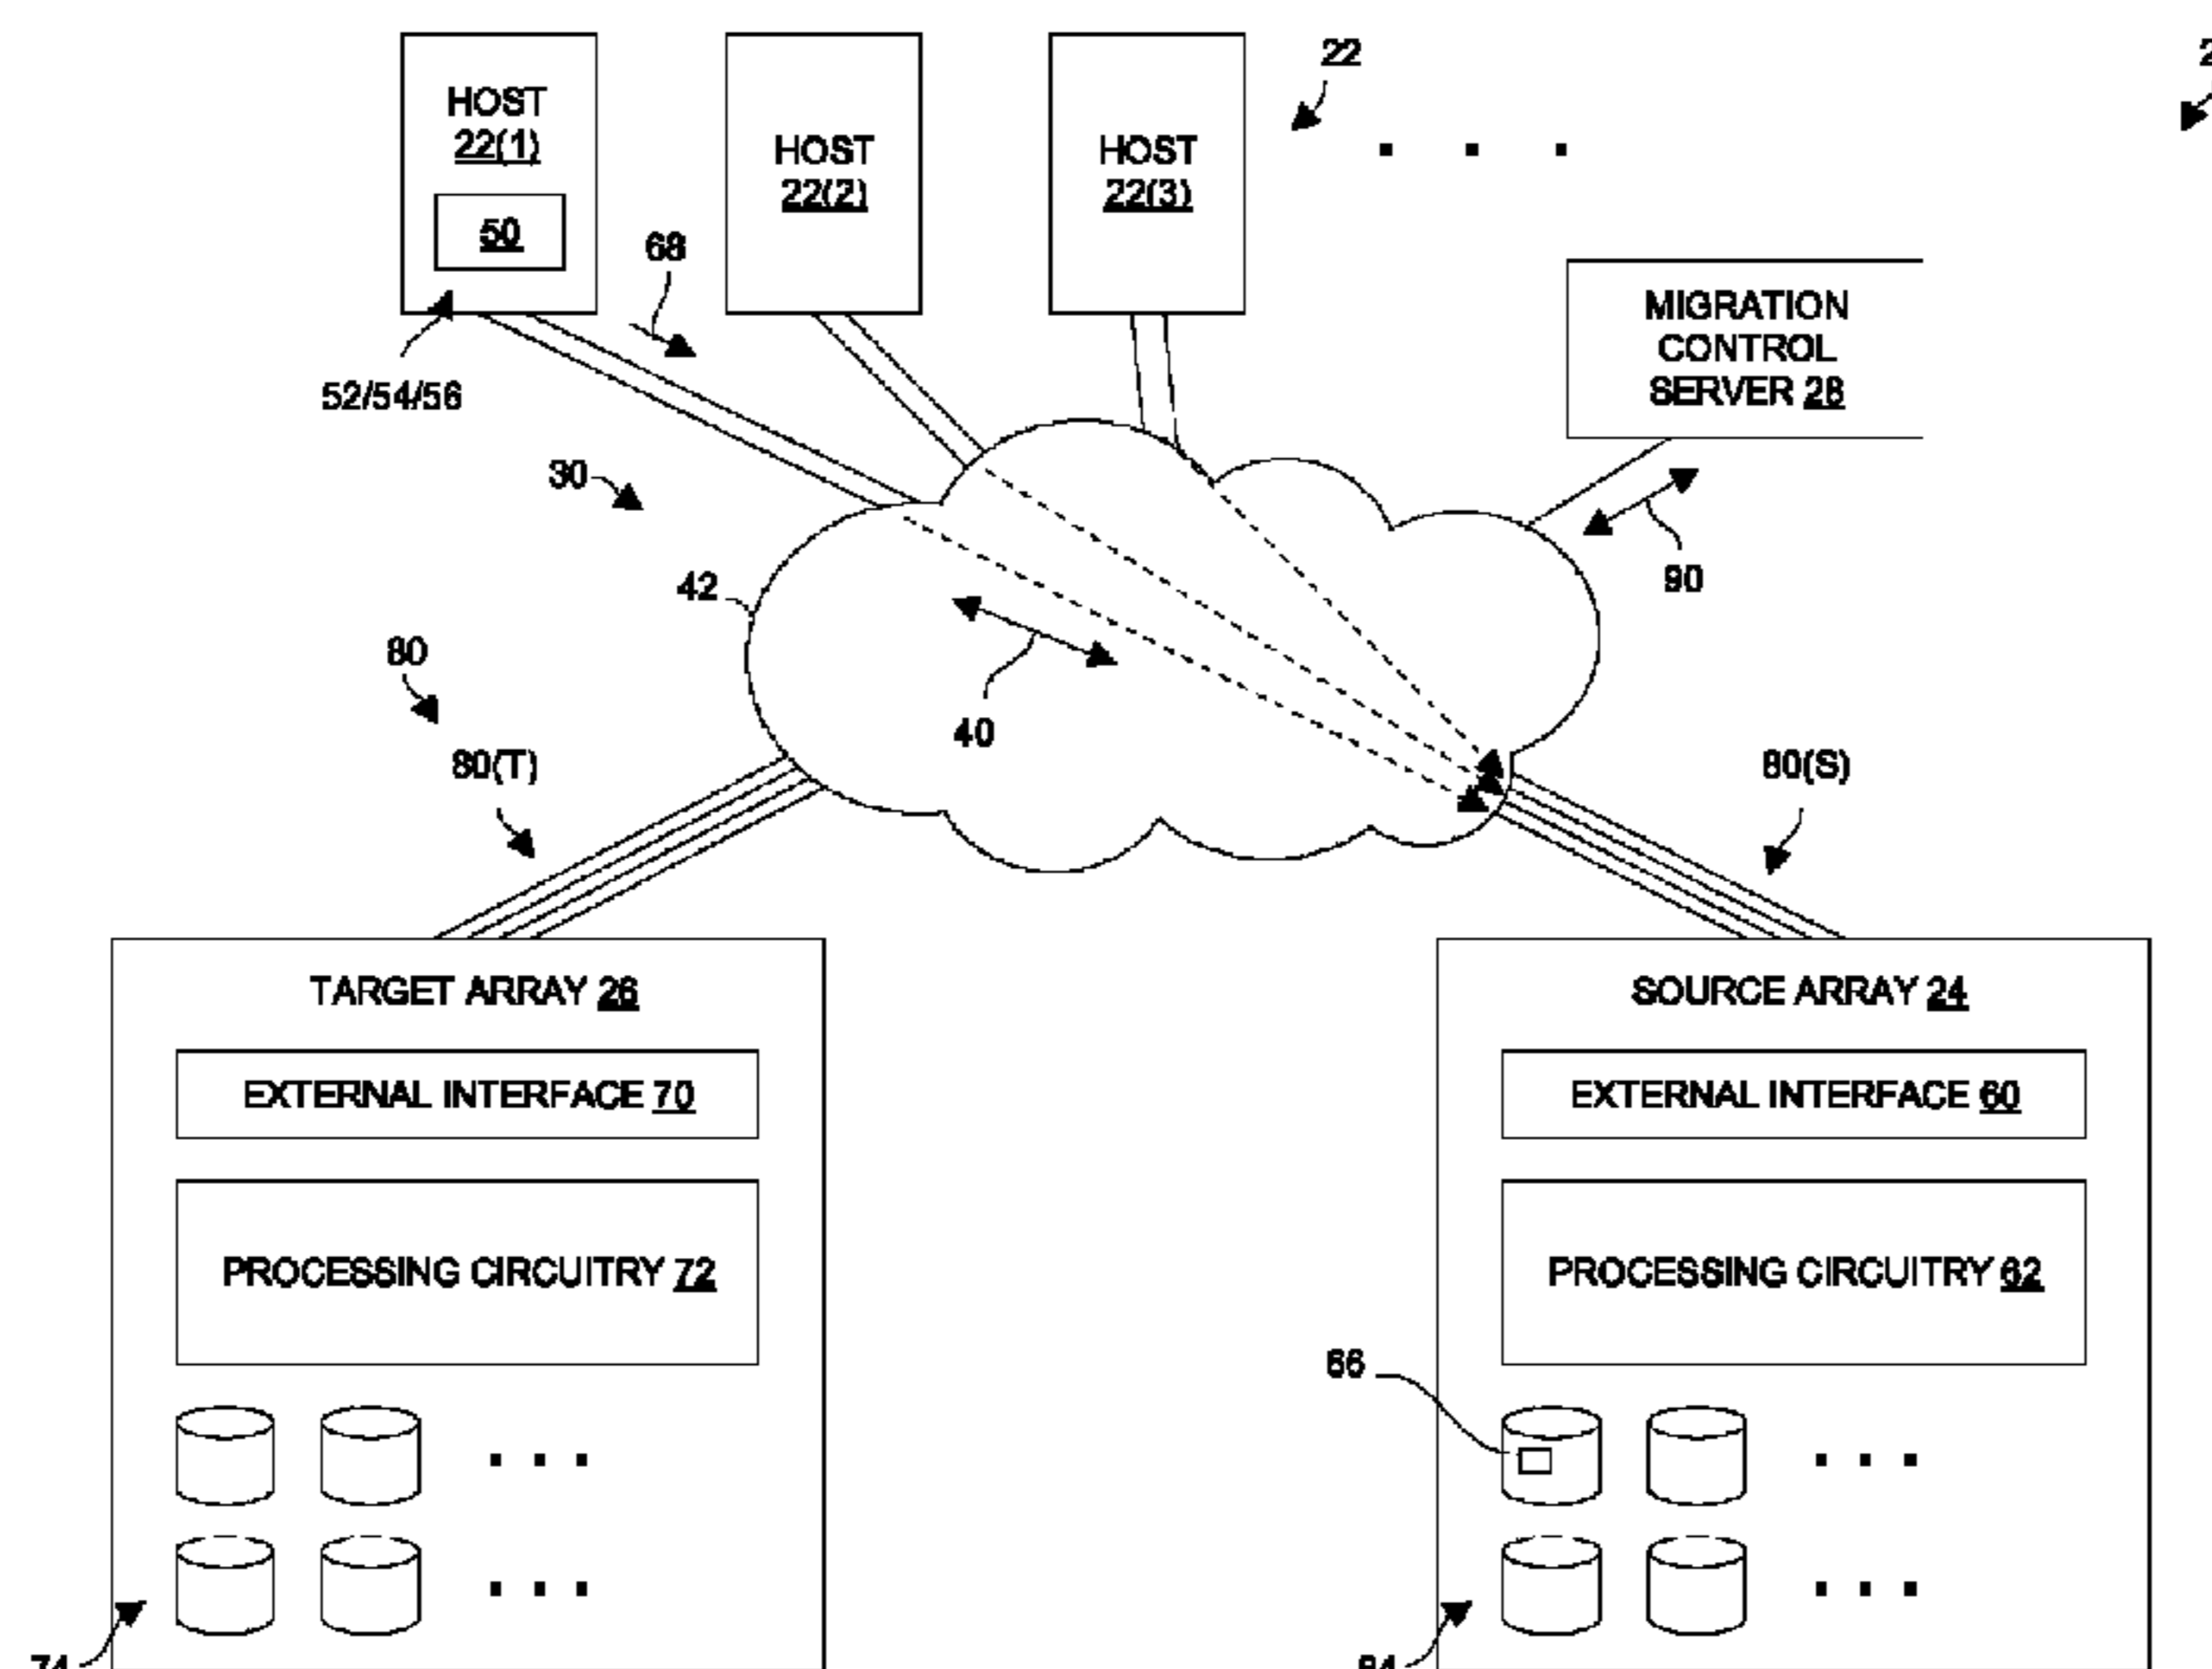 22
HOST
22(1)
50
HOST
22(2)
HOST
22(3)
68
52/54/56
MIGRATION
CONTROL
SERVER 28
30
90
42
80
40
80(T)
80(S)
TARGET ARRAY 26
SOURCE ARRAY 24
EXTERNAL INTERFACE 70
EXTERNAL INTERFACE 60
PROCESSING CIRCUITRY 72
PROCESSING CIRCUITRY 62
66
74